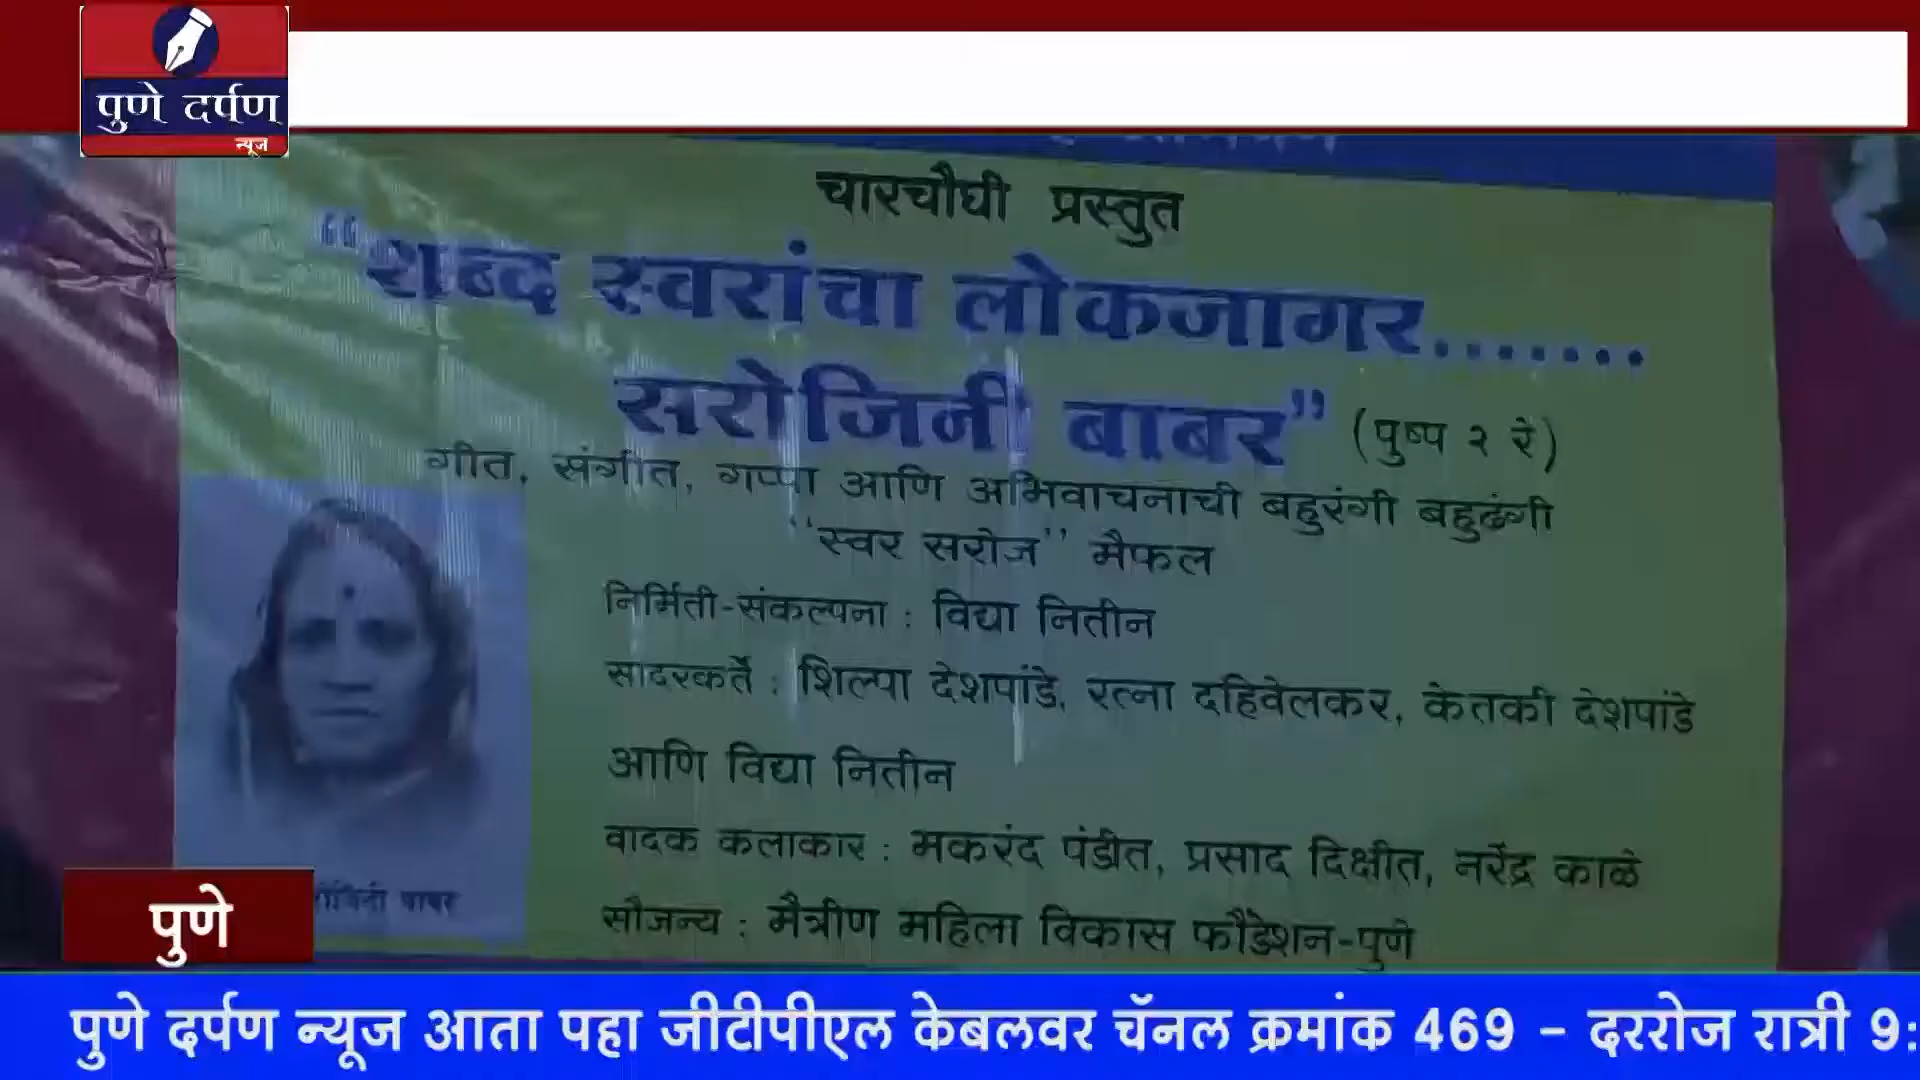 पुणे दर्पण
न्यूज
चारचौघी प्रस्तुत
“शब्द स्वरांचा लोकजागर.......
सरोजिनी बाबर” (पुष्प २ रे)
गीत, संगीत, गप्पा आणि अभिवाचनाची बहुरंगी बहुढंगी
“स्वर सरोज” मैफल
निर्मिती-संकल्पना : विद्या नितीन
सादरकर्ते : शिल्पा देशपांडे, रत्ना दहिवेलकर, केतकी देशपांडे
आणि विद्या नितीन
वादक कलाकार : मकरंद पंडीत, प्रसाद दिक्षीत, नरेंद्र काळे
सौजन्य : मैत्रीण महिला विकास फौंडेशन-पुणे
बाबर
पुणे
पुणे दर्पण न्यूज आता पहा जीटीपीएल केबलवर चॅनल क्रमांक 469 - दररोज रात्री 9: